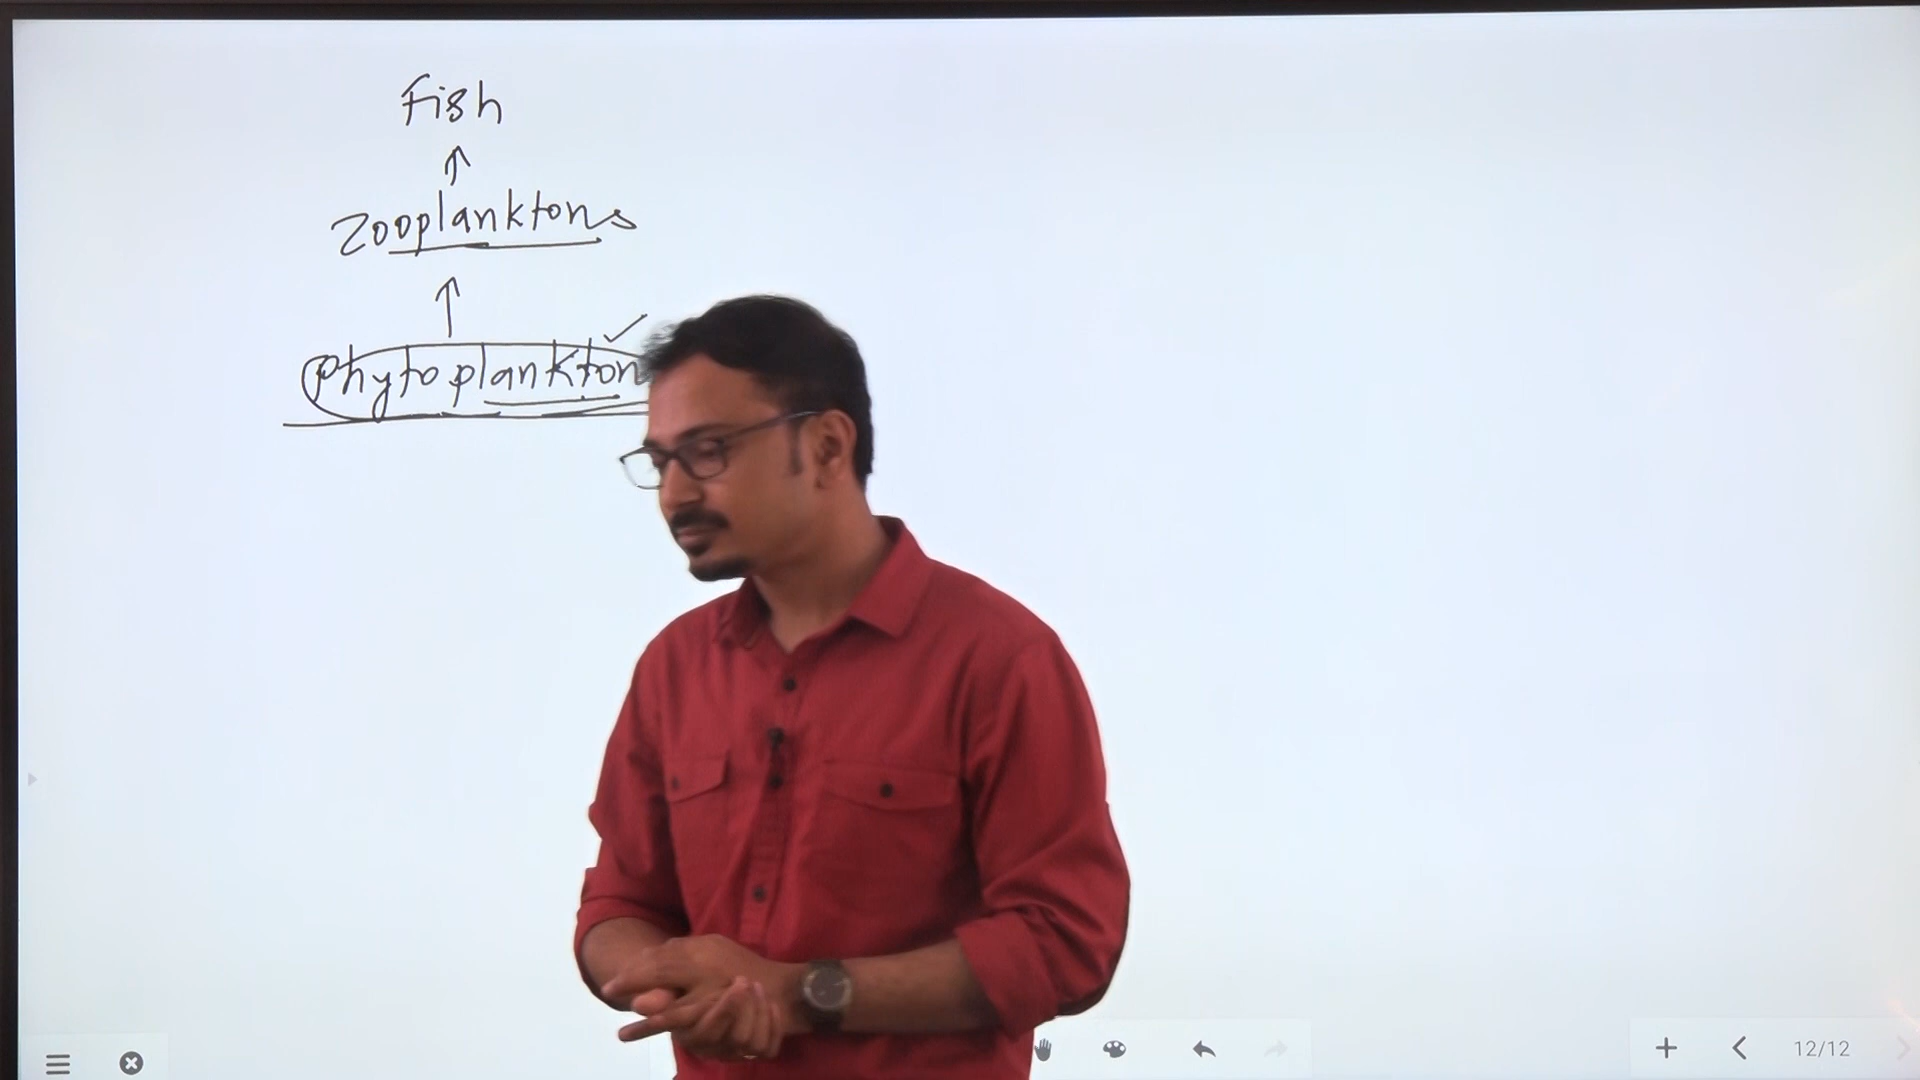 Fish
↑
Zooplanktons
↑
Phytoplankton
12/12